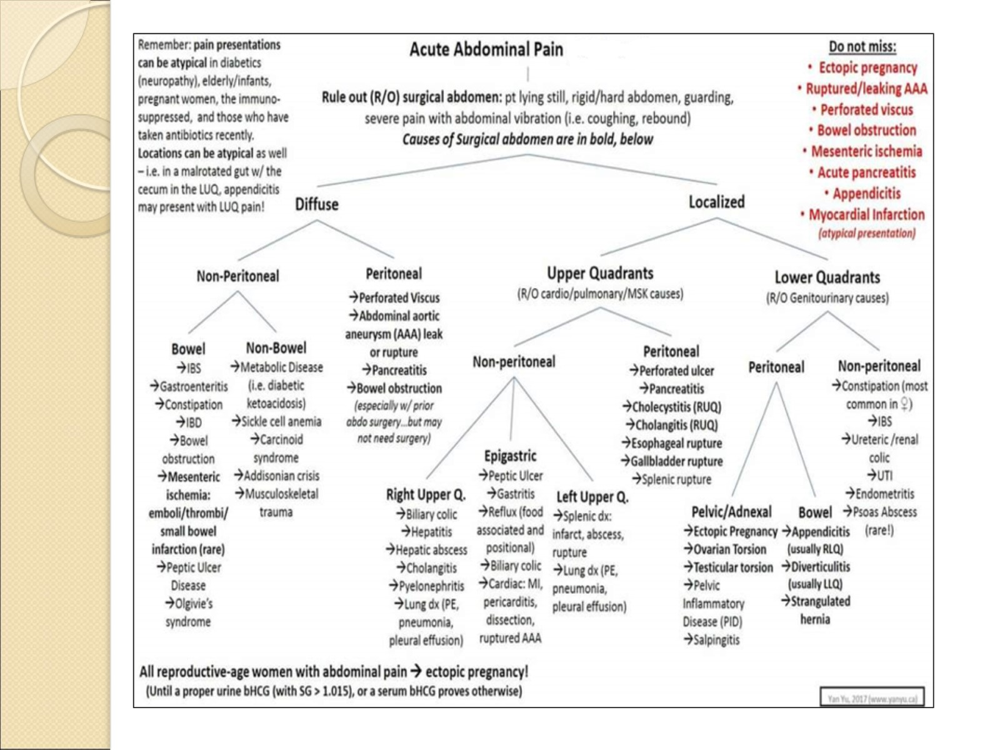 Remember: pain presentations
can be atypical in diabetics
(neuropathy), elderly/infants,
pregnant women, the immuno-
suppressed, and those who have
taken antibiotics recently.
Locations can be atypical as well
– i.e. in a malrotated gut w/ the
cecum in the LUQ, appendicitis
may present with LUQ pain!
Acute Abdominal Pain
Rule out (R/O) surgical abdomen: pt lying still, rigid/hard abdomen, guarding,
severe pain with abdominal vibration (i.e. coughing, rebound)
Causes of Surgical abdomen are in bold, below
Do not miss:
• Ectopic pregnancy
• Ruptured/leaking AAA
• Perforated viscus
• Bowel obstruction
• Mesenteric ischemia
• Acute pancreatitis
• Appendicitis
• Myocardial Infarction
(atypical presentation)
Diffuse
Localized
Non-Peritoneal
Bowel
→IBS
→Gastroenteritis
→Constipation
→IBD
→Bowel
obstruction
→Mesenteric
ischemia:
emboli/thrombi/
small bowel
infarction (rare)
→Peptic Ulcer
Disease
→Olgivie's
syndrome
Non-Bowel
→Metabolic Disease
(i.e. diabetic
ketoacidosis)
→Sickle cell anemia
→Carcinoid
syndrome
→Addisonian crisis
→Musculoskeletal
trauma
Peritoneal
→Perforated Viscus
→Abdominal aortic
aneurysm (AAA) leak
or rupture
→Pancreatitis
→Bowel obstruction
(especially w/ prior
abdo surgery...but may
not need surgery)
Upper Quadrants
(R/O cardio/pulmonary/MSK causes)
Non-peritoneal
Right Upper Q.
→Biliary colic
→Hepatitis
→Hepatic abscess
→Cholangitis
→Pyelonephritis
→Lung dx (PE,
pneumonia,
pleural effusion)
Epigastric
→Peptic Ulcer
→Gastritis
→Reflux (food
associated and
positional)
→Biliary colic
→Cardiac: MI,
pericarditis,
dissection,
ruptured AAA
Left Upper Q.
→Splenic dx:
infarct, abscess,
rupture
→Lung dx (PE,
pneumonia,
pleural effusion)
Peritoneal
→Perforated ulcer
→Pancreatitis
→Cholecystitis (RUQ)
→Cholangitis (RUQ)
→Esophageal rupture
→Gallbladder rupture
→Splenic rupture
Lower Quadrants
(R/O Genitourinary causes)
Peritoneal
Pelvic/Adnexal
→Ectopic Pregnancy
→Ovarian Torsion
→Testicular torsion
→Pelvic
Inflammatory
Disease (PID)
→Salpingitis
Bowel
→Appendicitis
(usually RLQ)
→Diverticulitis
(usually LLQ)
→Strangulated
hernia
Non-peritoneal
→Constipation (most
common in ♀)
→IBS
→Ureteric /renal
colic
→UTI
→Endometritis
→Psoas Abscess
(rare!)
All reproductive-age women with abdominal pain → ectopic pregnancy!
(Until a proper urine bHCG (with SG > 1.015), or a serum bHCG proves otherwise)
Yan Yu, 2017 (www.yanyu.ca)